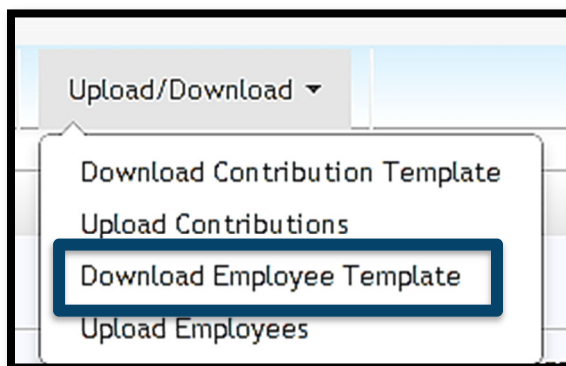 Upload/Download
Download Contribution Template
Upload Contributions
Download Employee Template
Upload Employees